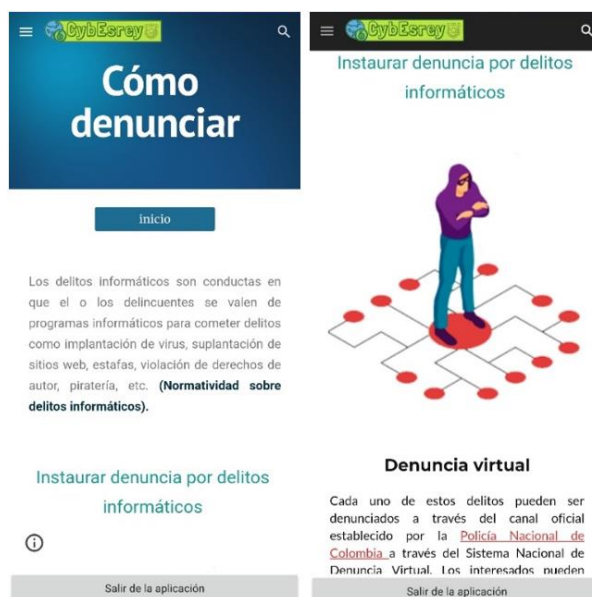 CybEsrey
Cómo
denunciar
inicio
Los delitos informáticos son conductas en
que el o los delincuentes se valen de
programas informáticos para cometer delitos
como implantación de virus, suplantación de
sitios web, estafas, violación de derechos de
autor, piratería, etc. (Normatividad sobre
delitos informáticos).
Instaurar denuncia por delitos
informáticos
Salir de la aplicación
CybEsrey
Instaurar denuncia por delitos
informáticos
Denuncia virtual
Cada uno de estos delitos pueden ser
denunciados a través del canal oficial
establecido por la Policía Nacional de
Colombia a través del Sistema Nacional de
Denuncia Virtual. Los interesados pueden
Salir de la aplicación